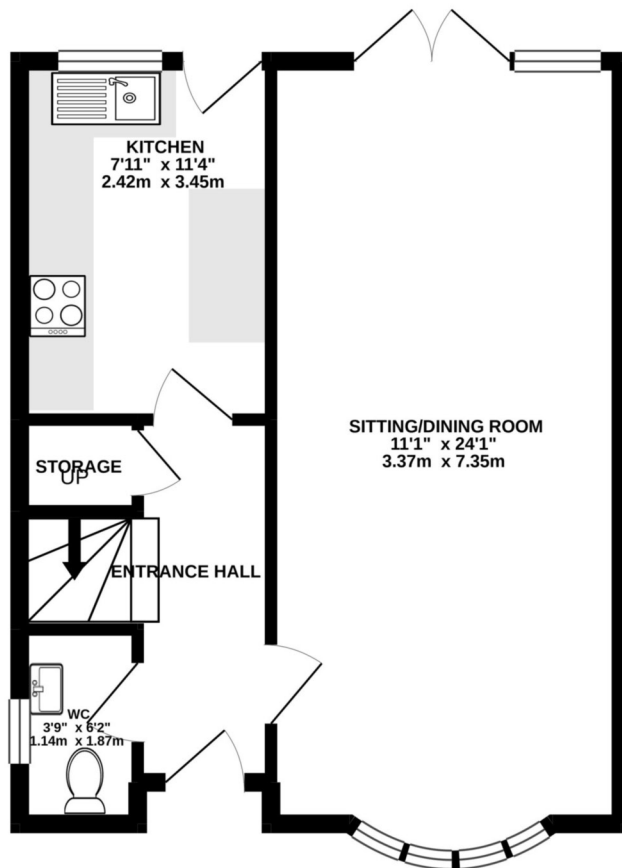 KITCHEN
7'11" x 11'4"
2.42m x 3.45m
SITTING/DINING ROOM
11'1" x 24'1"
3.37m x 7.35m
STORAGE
UP
ENTRANCE HALL
WC
3'9" x 6'2"
1.14m x 1.87m